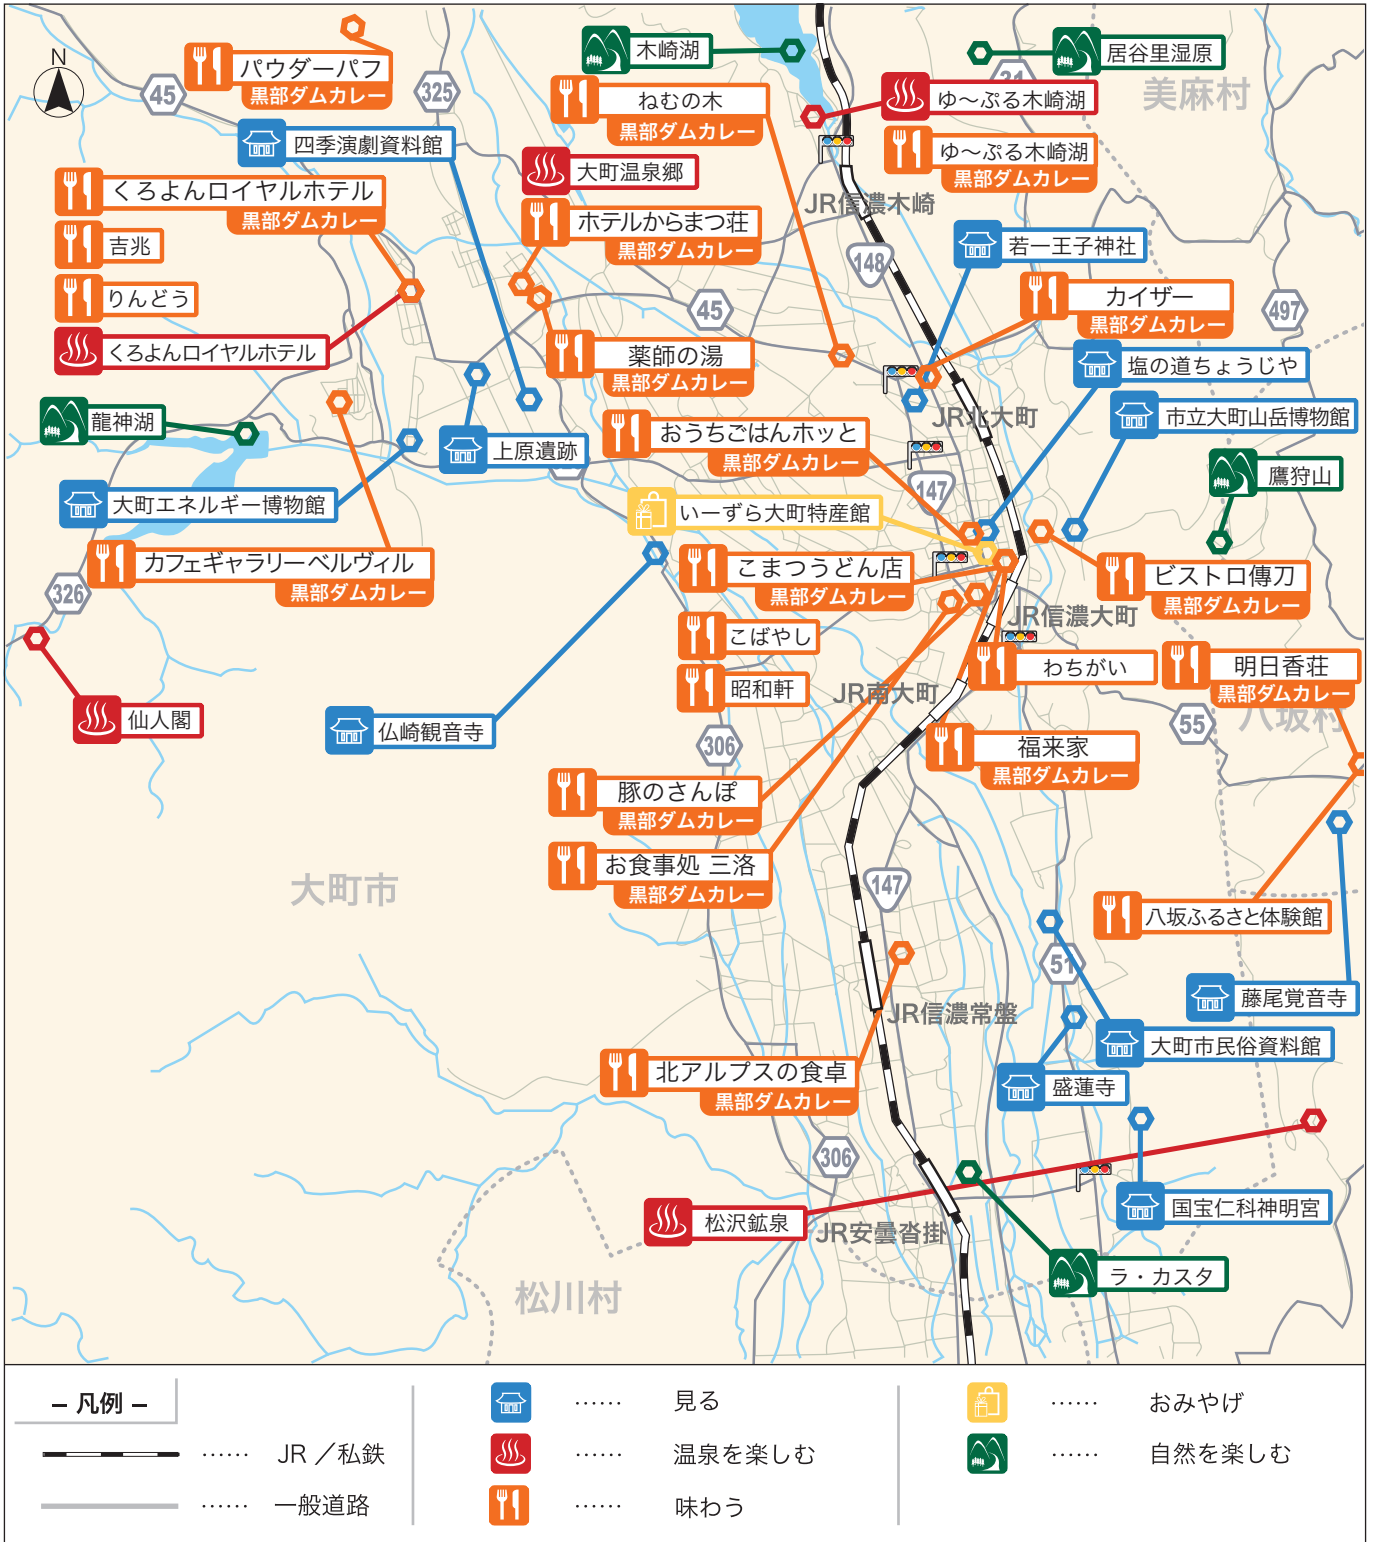 N
パウダーパフ
黒部ダムカレー
45
325
四季演劇資料館
くろよんロイヤルホテル
黒部ダムカレー
吉兆
りんどう
くろよんロイヤルホテル
龍神湖
大町エネルギー博物館
カフェギャラリーベルヴィル
黒部ダムカレー
326
仙人閣
木崎湖
ねむの木
黒部ダムカレー
大町温泉郷
ホテルからまつ荘
黒部ダムカレー
薬師の湯
黒部ダムカレー
45
上原遺跡
おうちごはんホッと
黒部ダムカレー
いーずら大町特産館
こまつうどん店
黒部ダムカレー
こばやし
昭和軒
仏崎観音寺
306
豚のさんぽ
黒部ダムカレー
お食事処 三洛
黒部ダムカレー
居谷里湿原
31
美麻村
ゆ～ぷる木崎湖
ゆ～ぷる木崎湖
黒部ダムカレー
JR信濃木崎
148
若一王子神社
カイザー
黒部ダムカレー
497
塩の道ちょうじや
市立大町山岳博物館
JR北大町
147
鷹狩山
ビストロ傳刀
黒部ダムカレー
JR信濃大町
わちがい
明日香荘
黒部ダムカレー
八坂村
55
JR南大町
福来家
黒部ダムカレー
大町市
147
八坂ふるさと体験館
51
藤尾覚音寺
JR信濃常盤
大町市民俗資料館
北アルプスの食卓
黒部ダムカレー
盛蓮寺
306
松沢鉱泉
国宝仁科神明宮
JR安曇沓掛
ラ・カスタ
松川村
– 凡例 –
…… JR ／私鉄
…… 一般道路
…… 見る
…… 温泉を楽しむ
…… 味わう
…… おみやげ
…… 自然を楽しむ